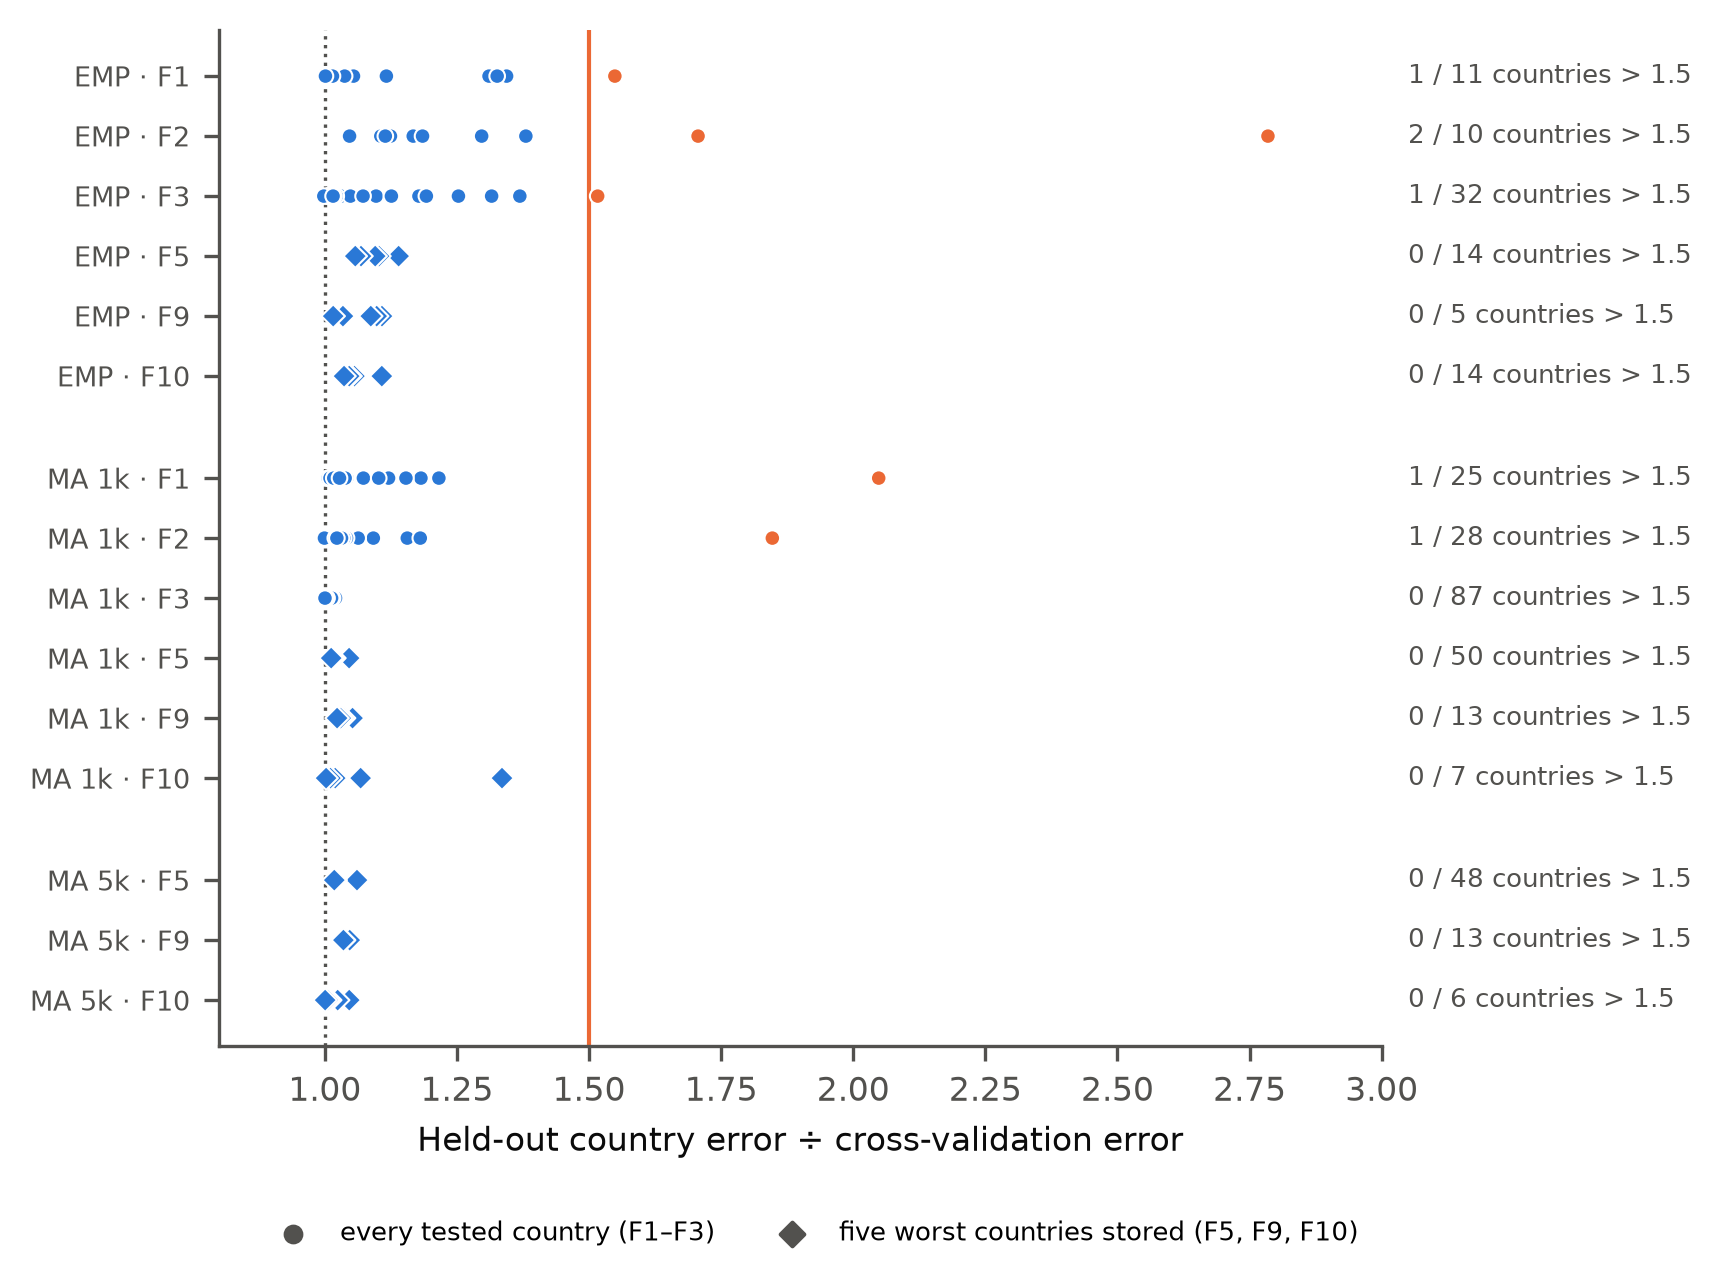 EMP · F1 1 / 11 countries > 1.5
EMP · F2 2 / 10 countries > 1.5
EMP · F3 1 / 32 countries > 1.5
EMP · F5 0 / 14 countries > 1.5
EMP · F9 0 / 5 countries > 1.5
EMP · F10 0 / 14 countries > 1.5
MA 1k · F1 1 / 25 countries > 1.5
MA 1k · F2 1 / 28 countries > 1.5
MA 1k · F3 0 / 87 countries > 1.5
MA 1k · F5 0 / 50 countries > 1.5
MA 1k · F9 0 / 13 countries > 1.5
MA 1k · F10 0 / 7 countries > 1.5
MA 5k · F5 0 / 48 countries > 1.5
MA 5k · F9 0 / 13 countries > 1.5
MA 5k · F10 0 / 6 countries > 1.5
1.00 1.25 1.50 1.75 2.00 2.25 2.50 2.75 3.00
Held-out country error ÷ cross-validation error
every tested country (F1–F3) five worst countries stored (F5, F9, F10)